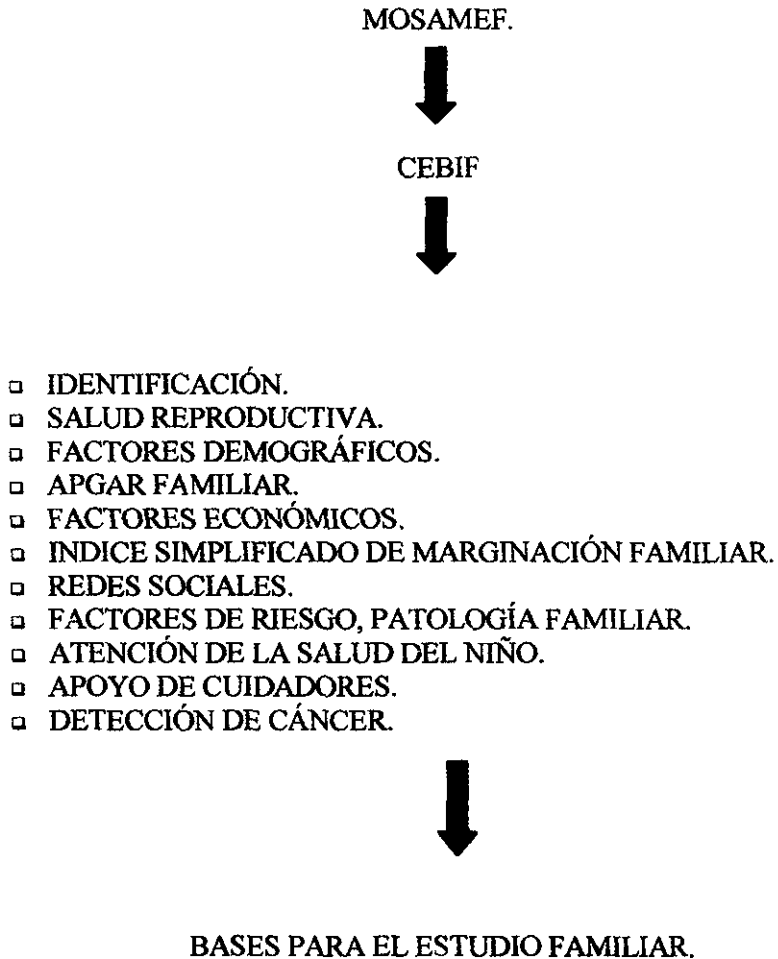 MOSAMEF.
CEBIF
IDENTIFICACIÓN.
SALUD REPRODUCTIVA.
FACTORES DEMOGRÁFICOS.
APGAR FAMILIAR.
FACTORES ECONÓMICOS.
INDICE SIMPLIFICADO DE MARGINACIÓN FAMILIAR.
REDES SOCIALES.
FACTORES DE RIESGO, PATOLOGÍA FAMILIAR.
ATENCIÓN DE LA SALUD DEL NIÑO.
APOYO DE CUIDADORES.
DETECCIÓN DE CÁNCER.
BASES PARA EL ESTUDIO FAMILIAR.